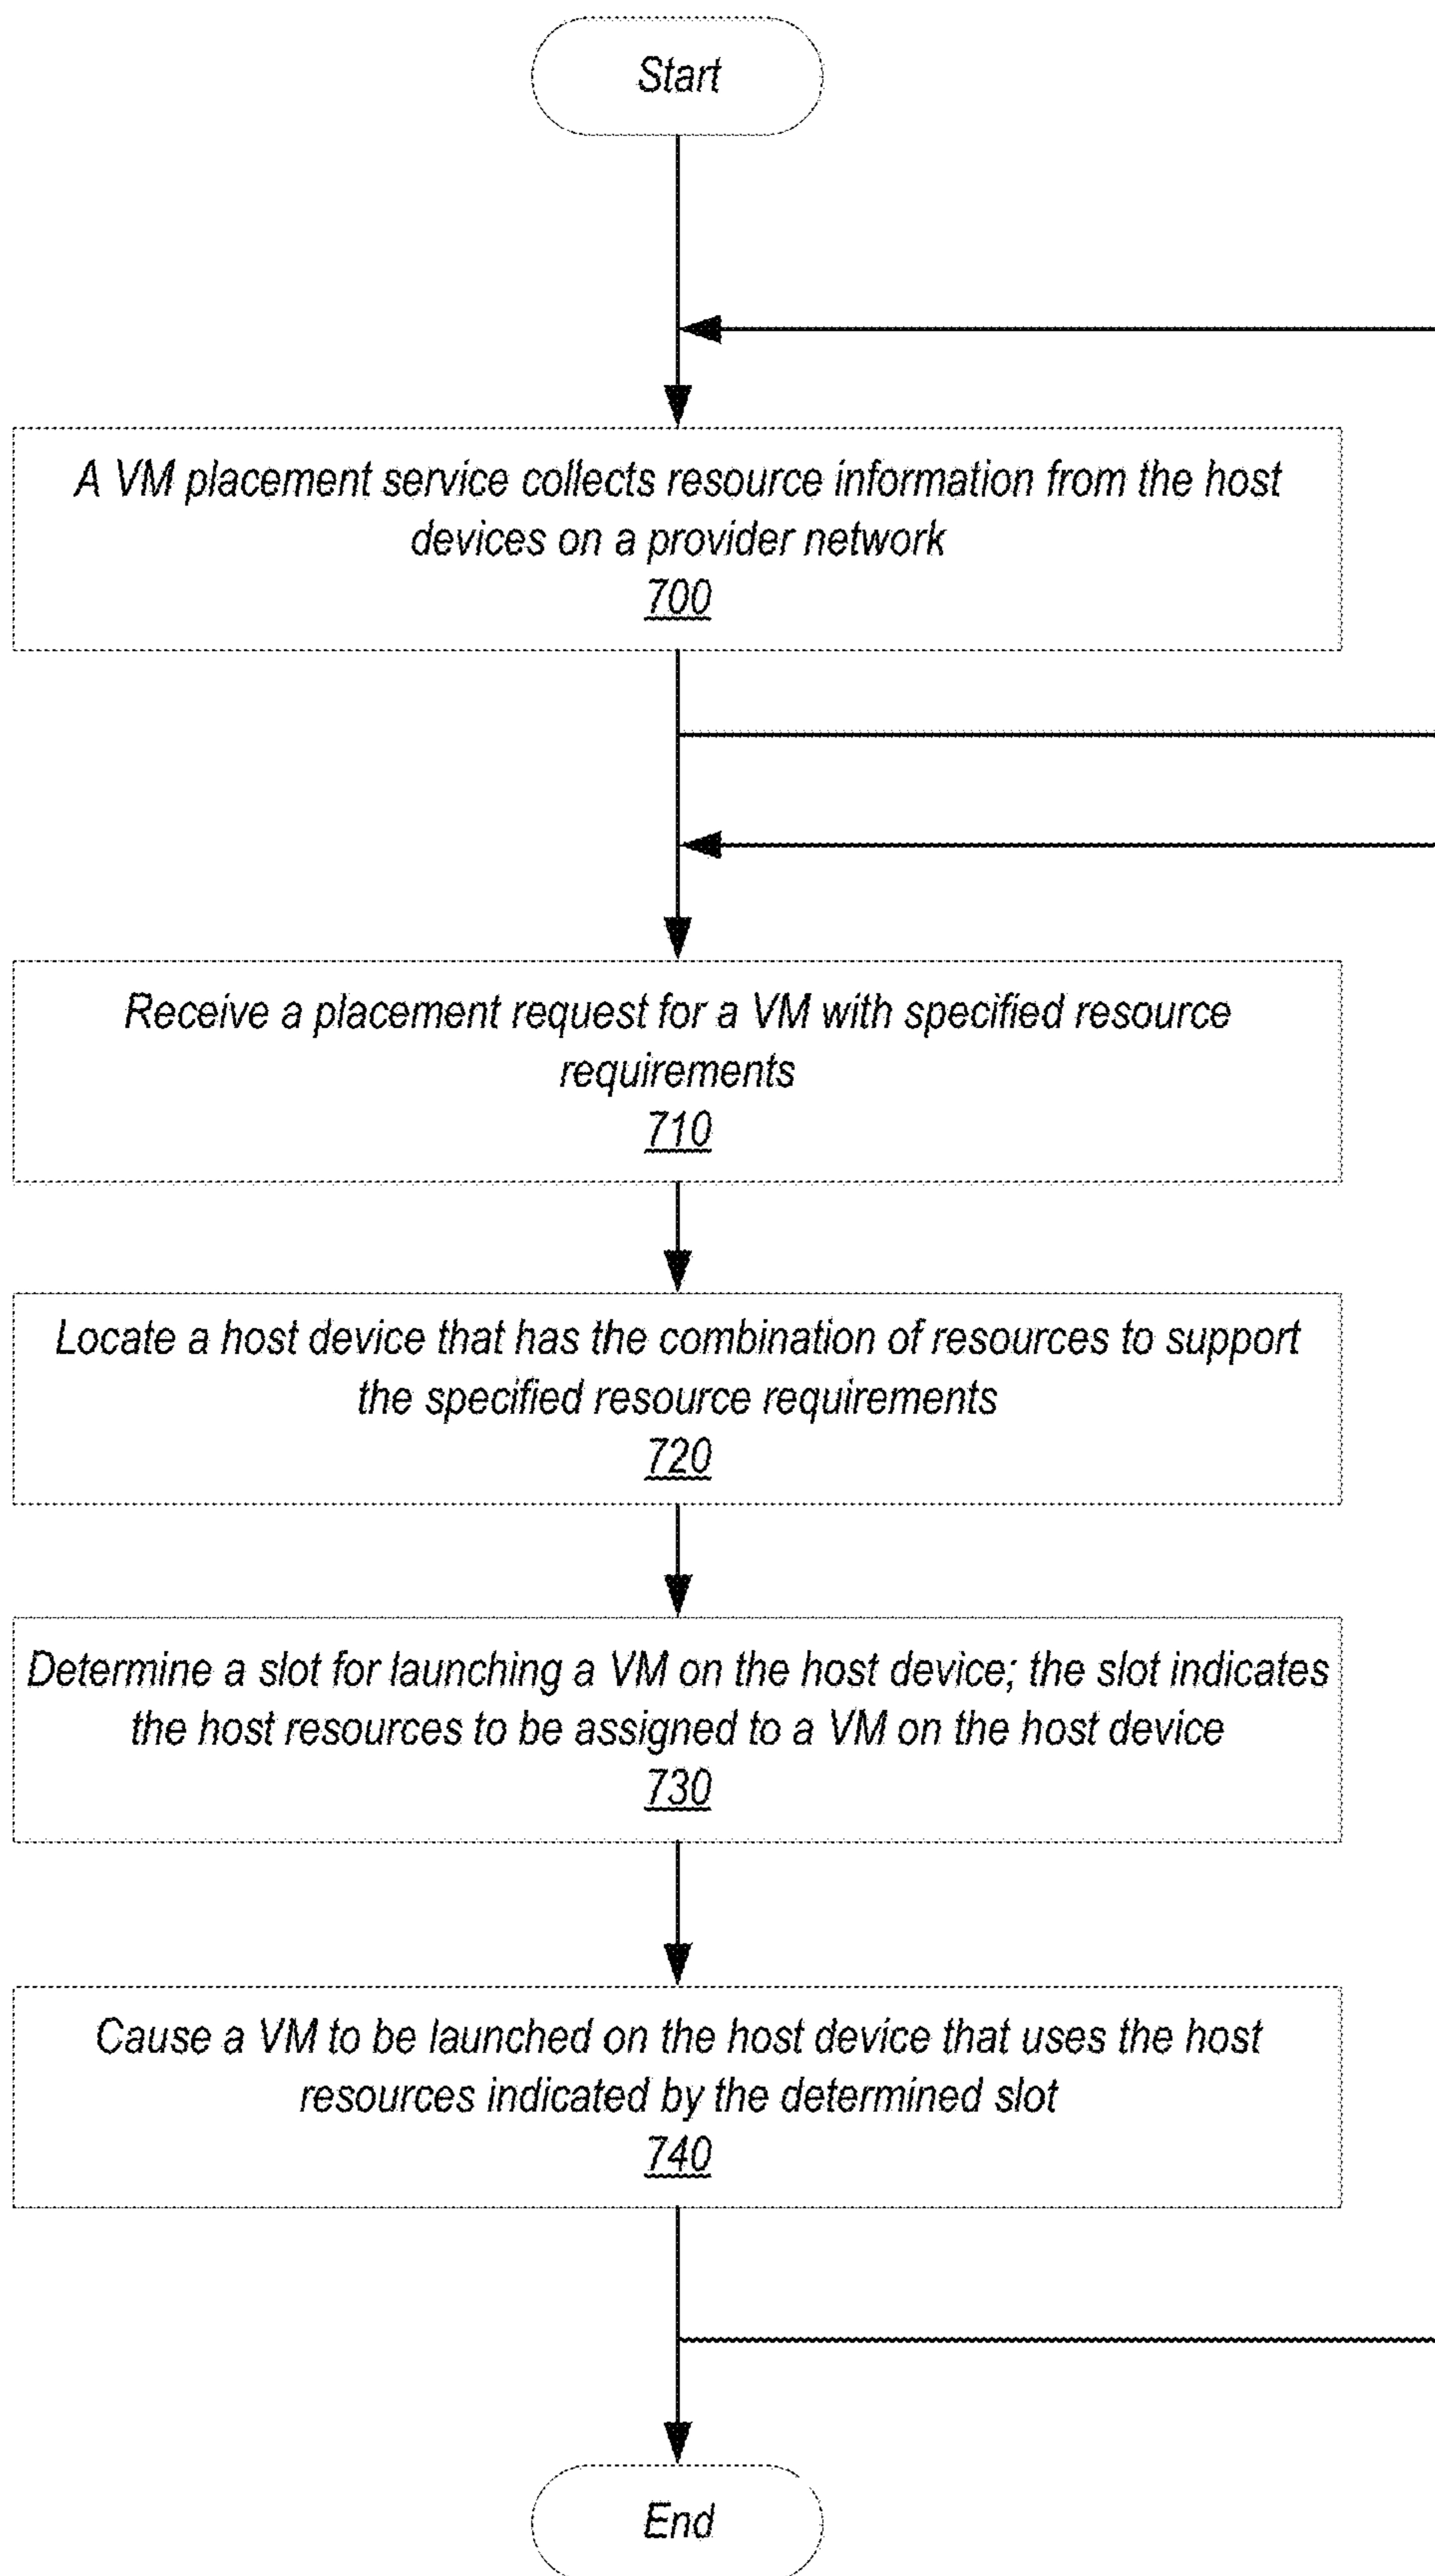 Start
A VM placement service collects resource information from the host
devices on a provider network
700
Receive a placement request for a VM with specified resource
requirements
710
Locate a host device that has the combination of resources to support
the specified resource requirements
720
Determine a slot for launching a VM on the host device; the slot indicates
the host resources to be assigned to a VM on the host device
730
Cause a VM to be launched on the host device that uses the host
resources indicated by the determined slot
740
End